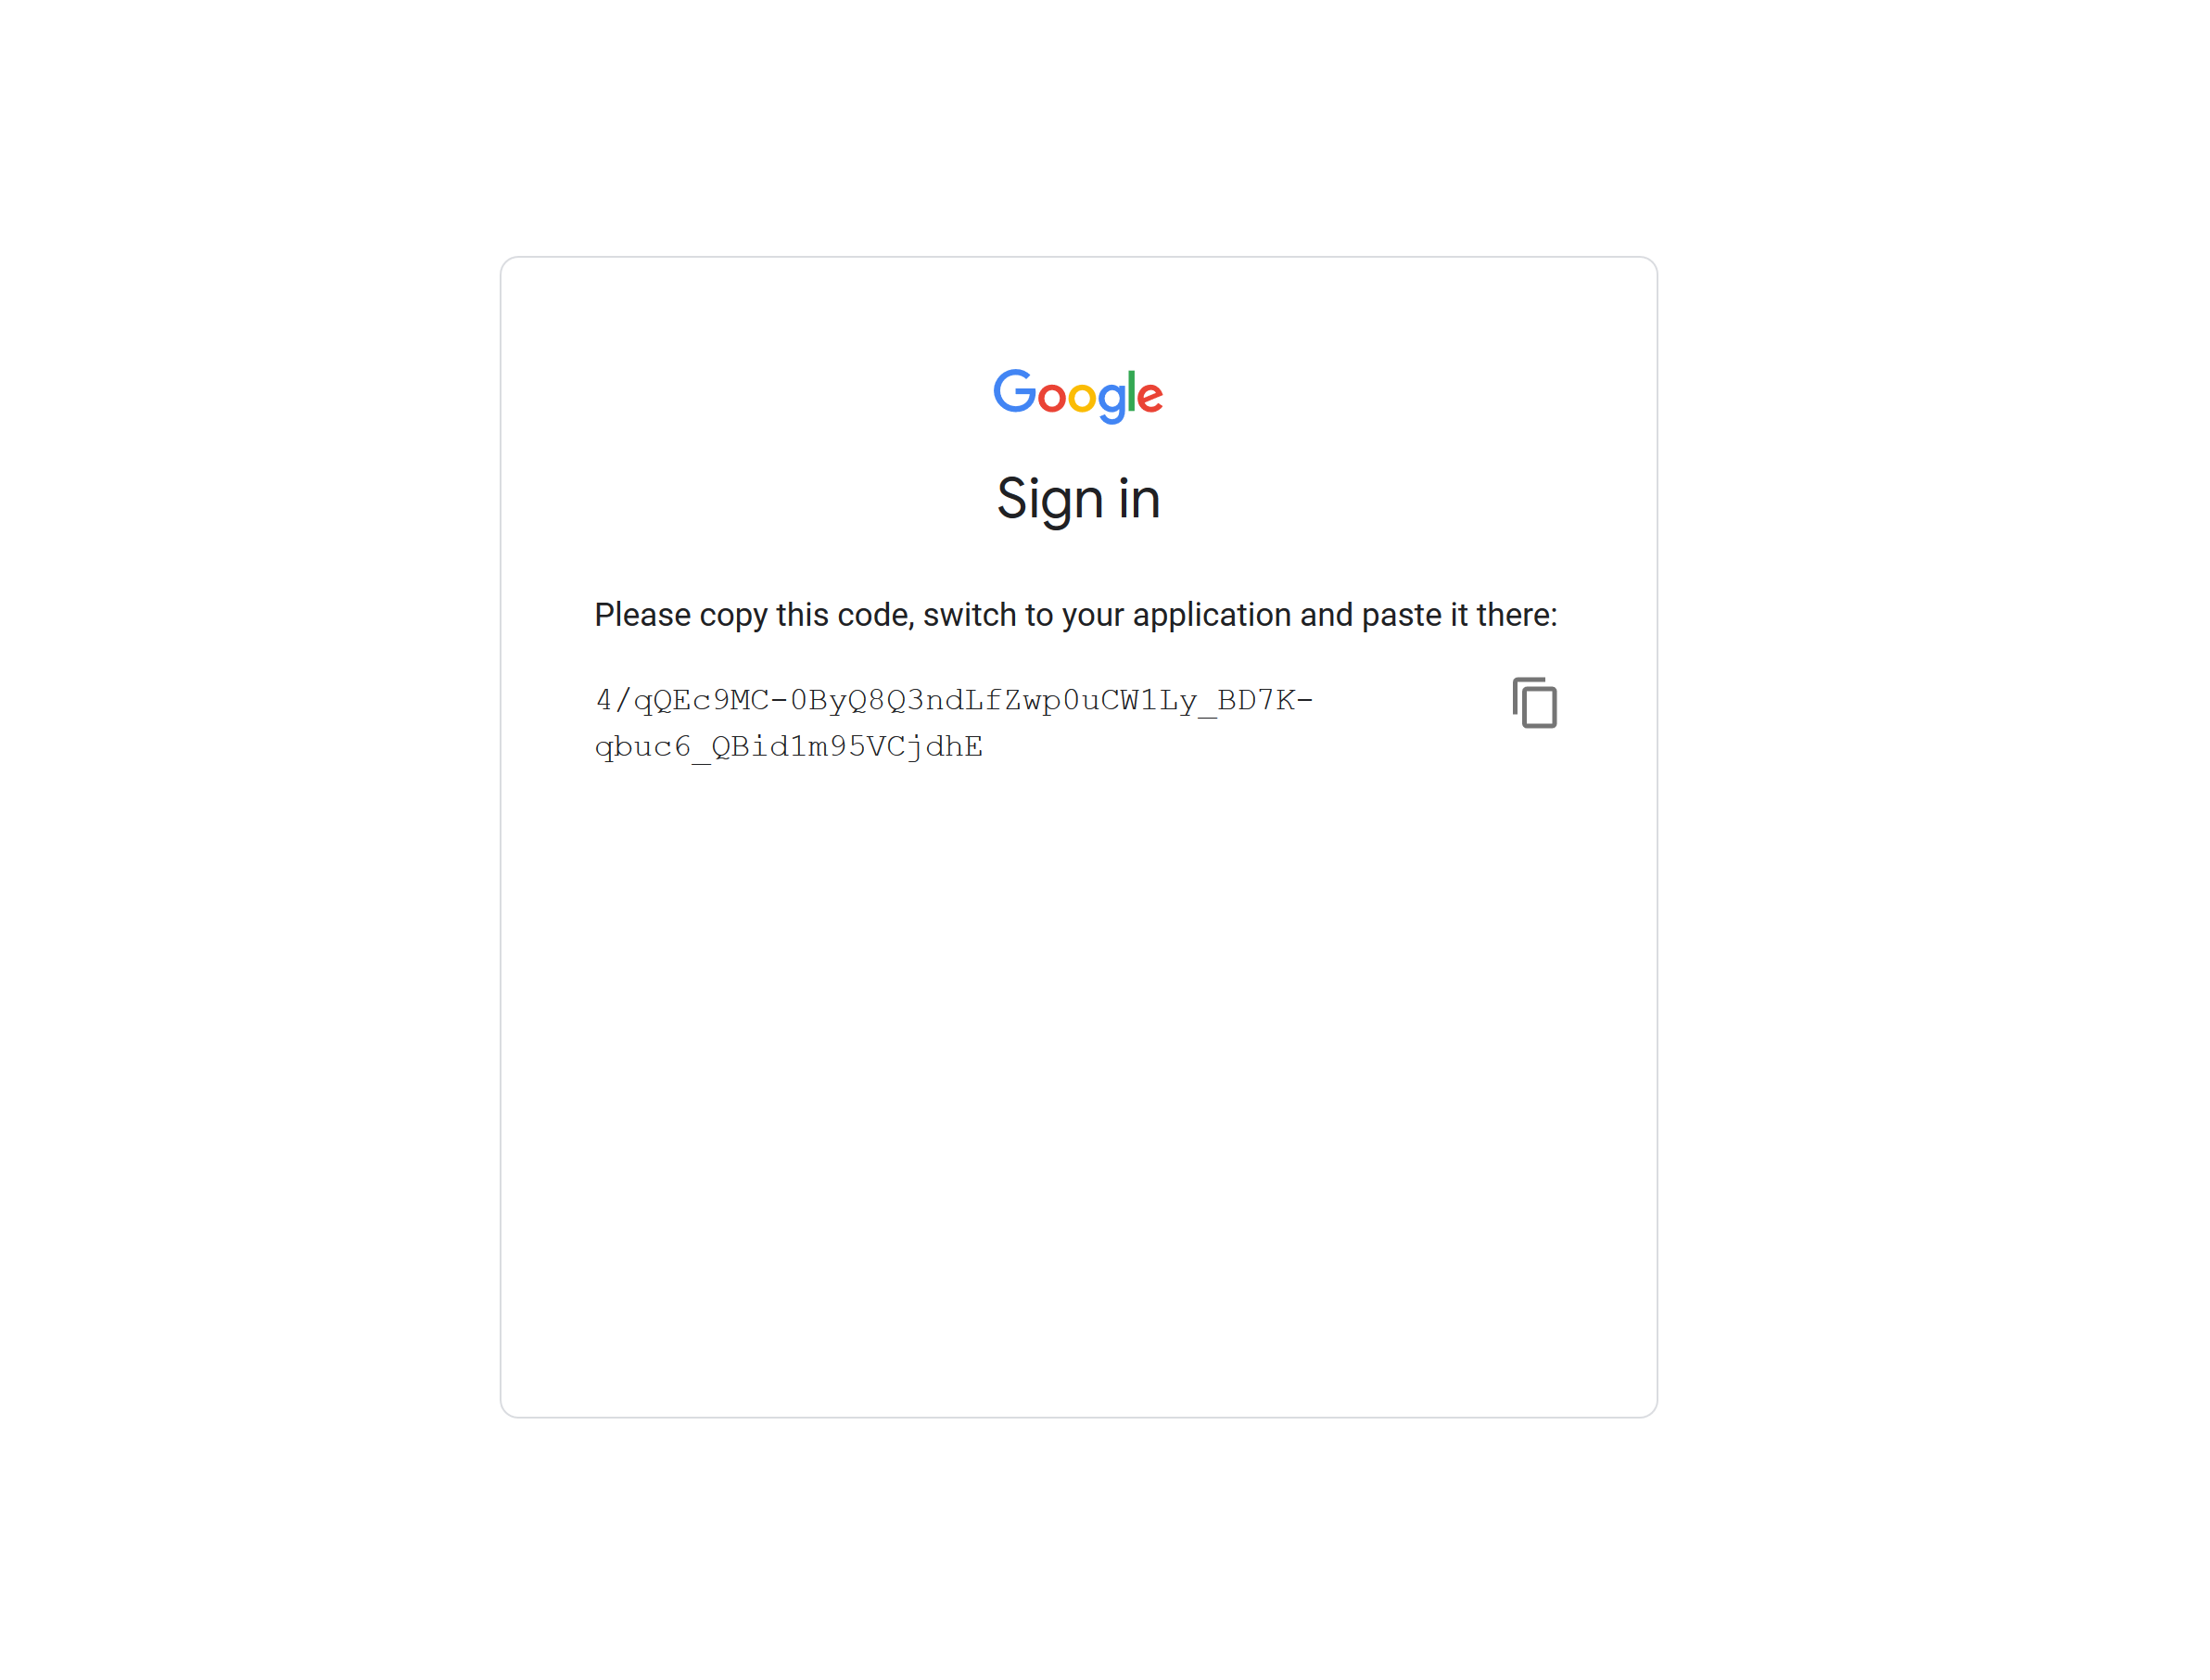 Google
Sign in
Please copy this code, switch to your application and paste it there:
4/qQEc9MC-0ByQ8Q3ndLfZwp0uCW1Ly_BD7K-
qbuc6_QBid1m95VCjdhE